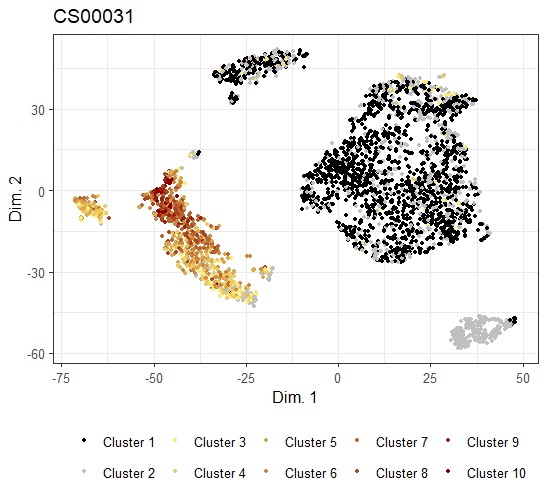 CS00031
Dim. 2
30
0
-30
-60
-75
-50
-25
0
25
50
Dim. 1
Cluster 1
Cluster 3
Cluster 5
Cluster 7
Cluster 9
Cluster 2
Cluster 4
Cluster 6
Cluster 8
Cluster 10